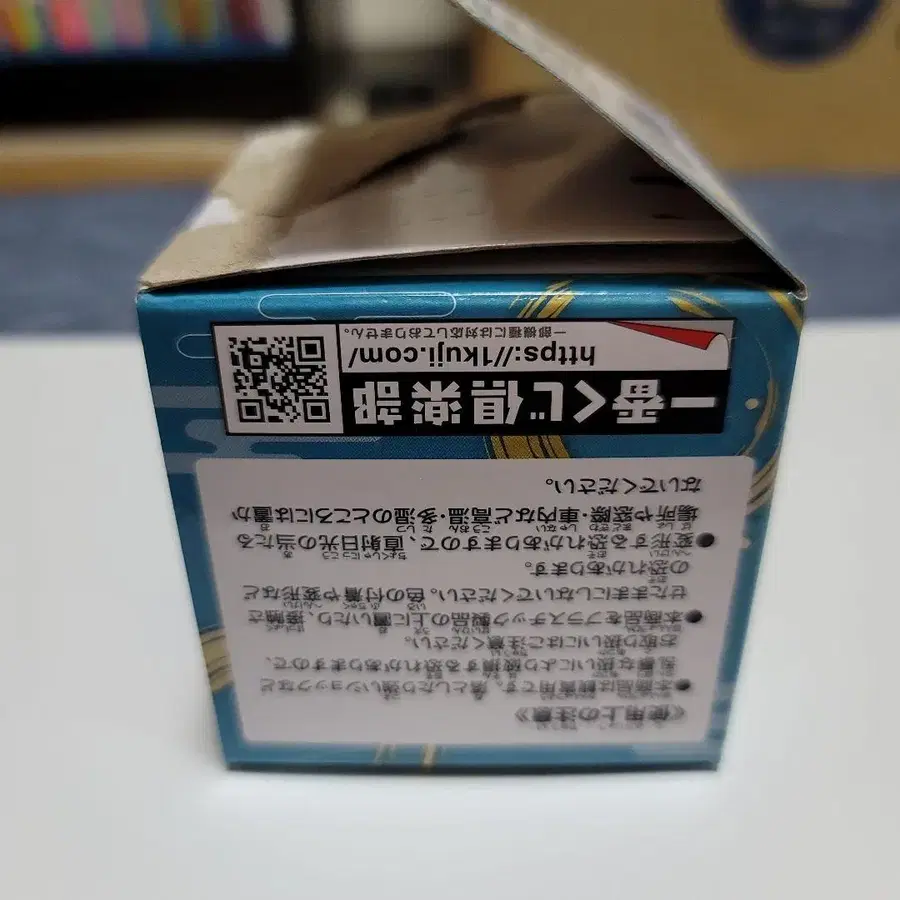 《使用上の注意》
●本商品は観賞用です。落としたり強いショックなど
乱暴な扱いにより破損する恐れがありますので、
お取り扱いにはご注意ください。
●本商品をプラスチック製品の上に置いたり、接触さ
せたままにしないでください。色の付着や変形など
の恐れがあります。
●変形する恐れがありますので、直射日光の当たる
場所や窓際・車内など高温・多湿のところには置か
ないでください。
一番くじ倶楽部
https://1kuji.com/
一部機種には対応しておりません。